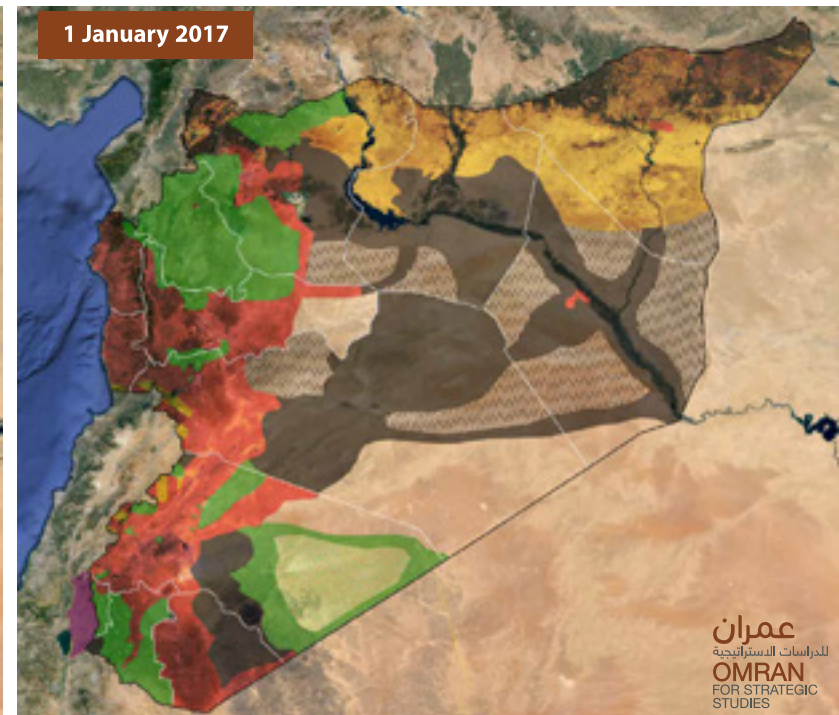 1 January 2017
عمران
للدراسات الاستراتيجية
OMRAN
FOR STRATEGIC
STUDIES